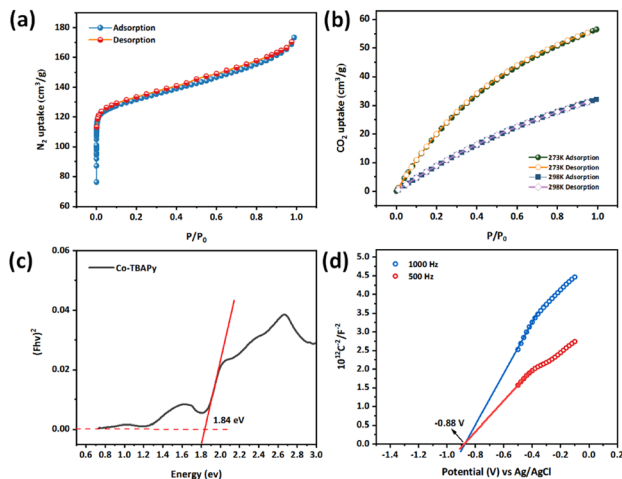 (a)
Adsorption
Desorption
N₂ uptake (cm³/g)
180
160
140
120
100
80
60
0.0 0.2 0.4 0.6 0.8 1.0
P/P₀
(b)
CO₂ uptake (cm³/g)
60
50
40
30
20
10
0
273K Adsorption
273K Desorption
298K Adsorption
298K Desorption
0.0 0.2 0.4 0.6 0.8 1.0
P/P₀
(c)
Co-TBAPy
(Fhv)²
0.06
0.04
0.02
0.00
1.84 eV
0.6 0.8 1.0 1.2 1.4 1.6 1.8 2.0 2.2 2.4 2.6 2.8 3.0
Energy (ev)
(d)
1000 Hz
500 Hz
10¹²C⁻²/F⁻²
5.0
4.5
4.0
3.5
3.0
2.5
2.0
1.5
1.0
0.5
0.0
-0.88 V
-1.4 -1.2 -1.0 -0.8 -0.6 -0.4 -0.2 0.0 0.2
Potential (V) vs Ag/AgCl